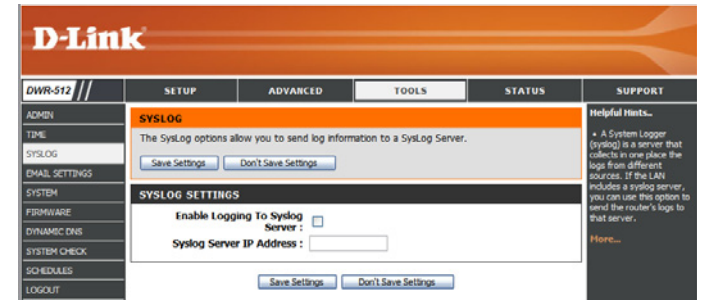 D-Link
DWR-512 // SETUP ADVANCED TOOLS STATUS SUPPORT
ADMIN
TIME
SYSLOG
EMAIL SETTINGS
SYSTEM
FIRMWARE
DYNAMIC DNS
SYSTEM CHECK
SCHEDULES
LOGOUT
SYSLOG
The SysLog options allow you to send log information to a SysLog Server.
Save Settings Don't Save Settings
SYSLOG SETTINGS
Enable Logging To Syslog
Server :
Syslog Server IP Address :
Save Settings Don't Save Settings
Helpful Hints..
• A System Logger
(syslog) is a server that
collects in one place the
logs from different
sources. If the LAN
includes a syslog server,
you can use this option to
send the router's logs to
that server.
More...